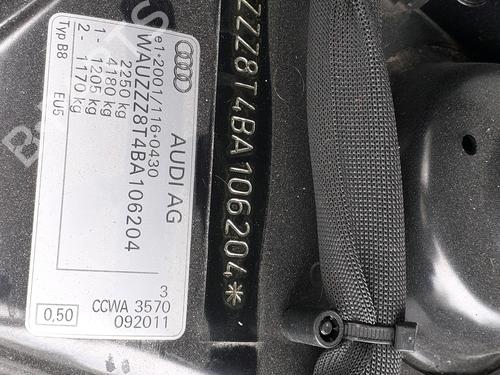 AUDI AG
e1*2001/116*0430
WAUZZZ8T4BA106204
2250 kg
4180 kg
1 - 1205 kg
2 - 1170 kg
Typ B8 EU5
3
CCWA 3570
0,50 092011
ZZZ8T4BA106204*